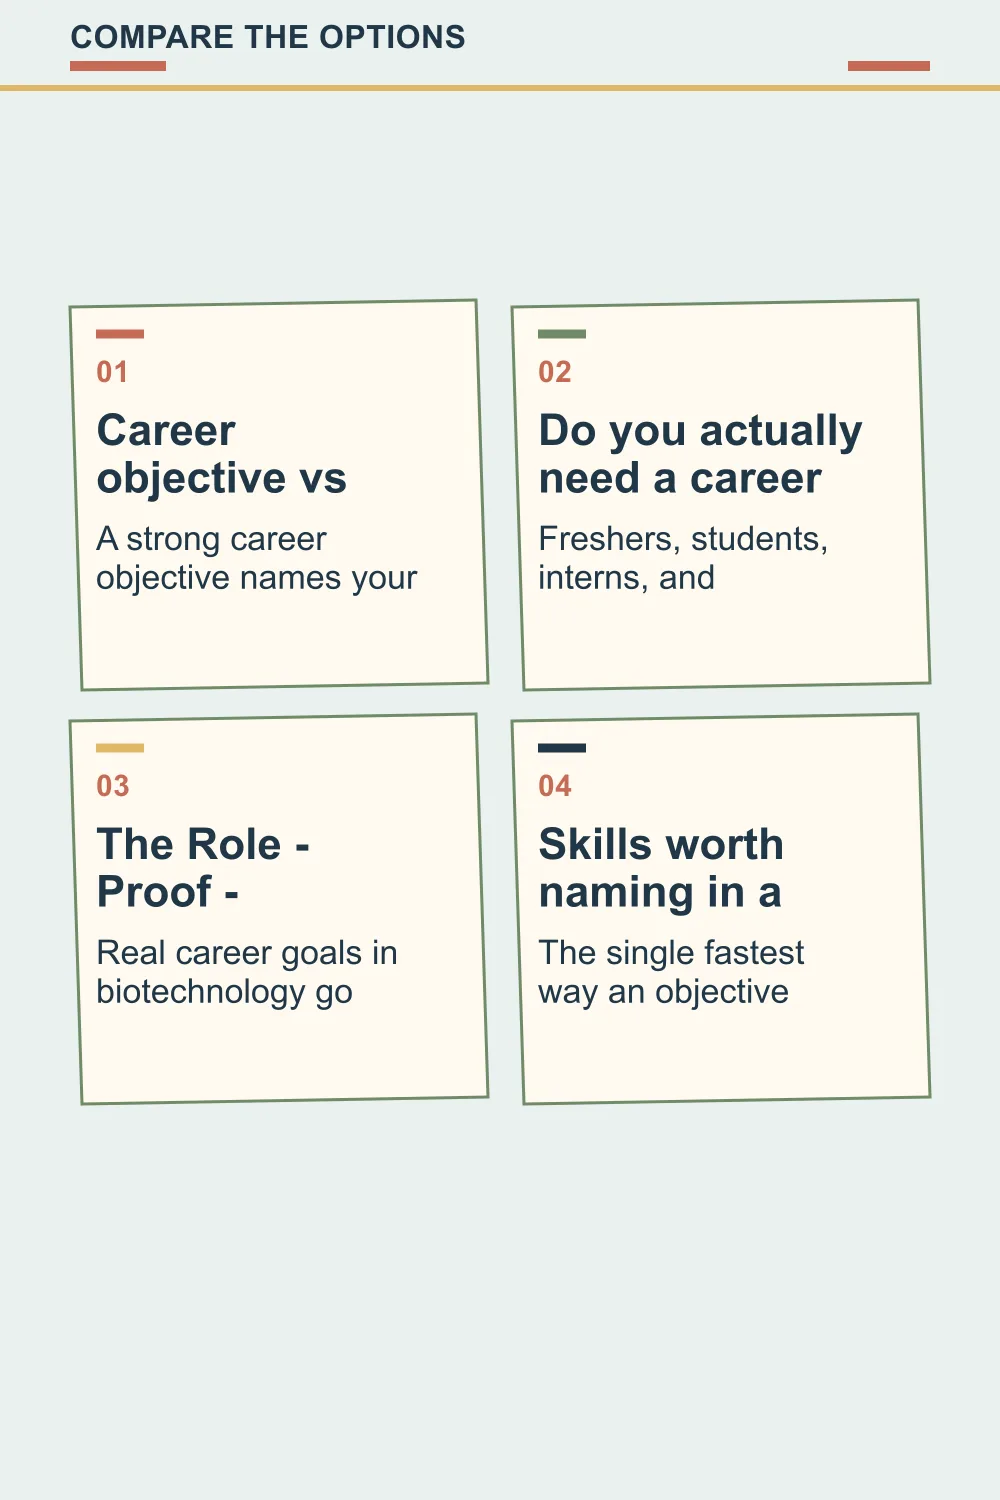 COMPARE THE OPTIONS
01
Career
objective vs
A strong career
objective names your
02
Do you actually
need a career
Freshers, students,
interns, and
03
The Role -
Proof -
Real career goals in
biotechnology go
04
Skills worth
naming in a
The single fastest
way an objective